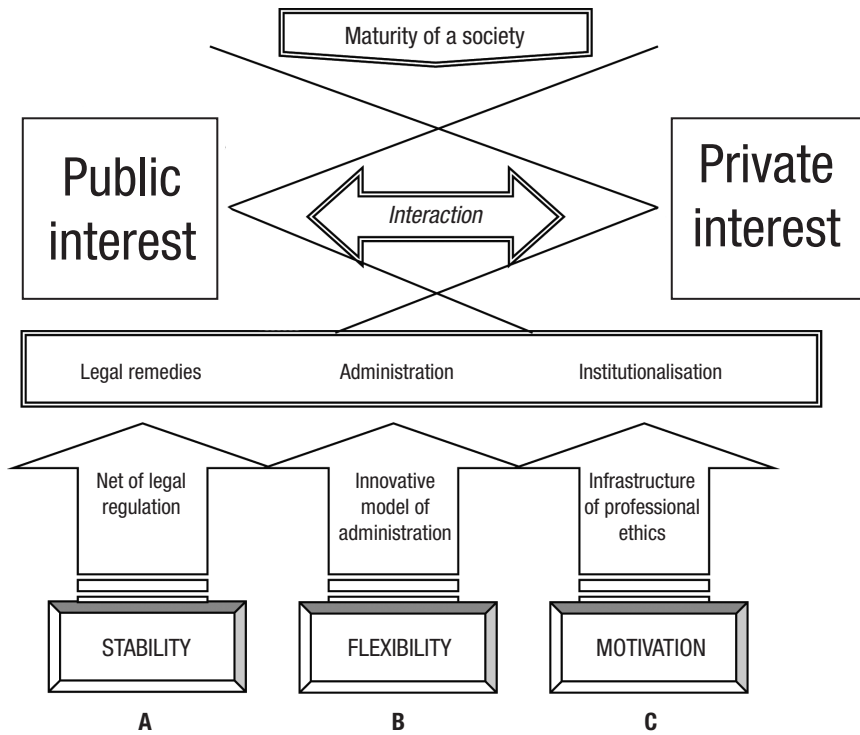 Maturity of a society
Public
interest
Interaction
Private
interest
Legal remedies
Administration
Institutionalisation
Net of legal
regulation
Innovative
model of
administration
Infrastructure
of professional
ethics
STABILITY
FLEXIBILITY
MOTIVATION
A
B
C